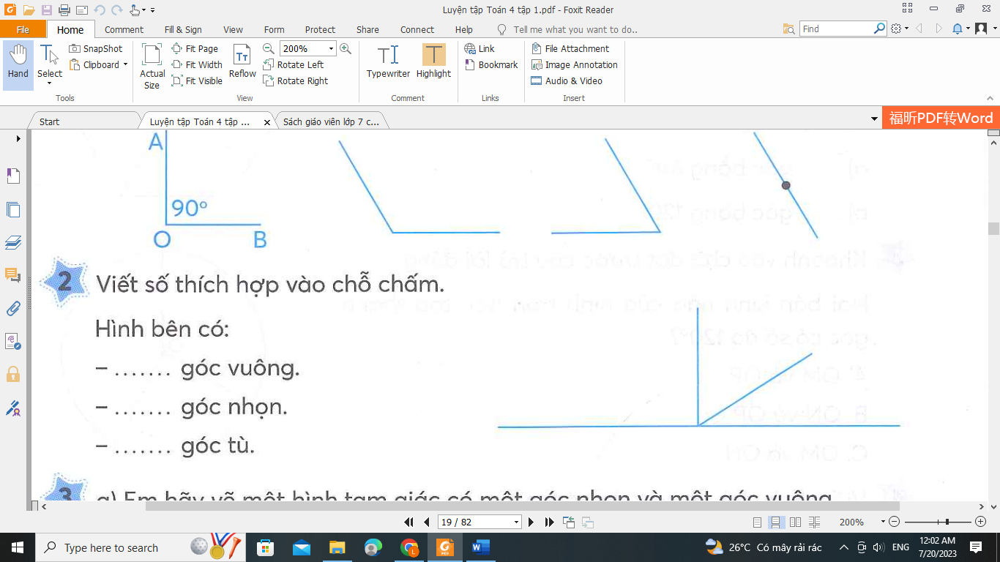 Luyện tập Toán 4 tập 1.pdf - Foxit Reader
File Home Comment Fill & Sign View Form Protect Share Connect Help Tell me what you want to do.. Find
Hand Select SnapShot Clipboard
Tools
Actual Size Fit Page Fit Width Fit Visible Reflow 200% Rotate Left Rotate Right
View
Typewriter Highlight
Comment
Link Bookmark
Links
File Attachment Image Annotation Audio & Video
Insert
Start Luyện tập Toán 4 tập ... Sách giáo viên lớp 7 c... 福昕PDF转Word
A
90°
O B
2 Viết số thích hợp vào chỗ chấm.
Hình bên có:
– ....... góc vuông.
– ....... góc nhọn.
– ....... góc tù.
3 a) Em hãy vẽ một hình tam giác có một góc nhọn và một góc vuông
19 / 82 200%
Type here to search 26°C Có mây rải rác ENG 12:02 AM
7/20/2023